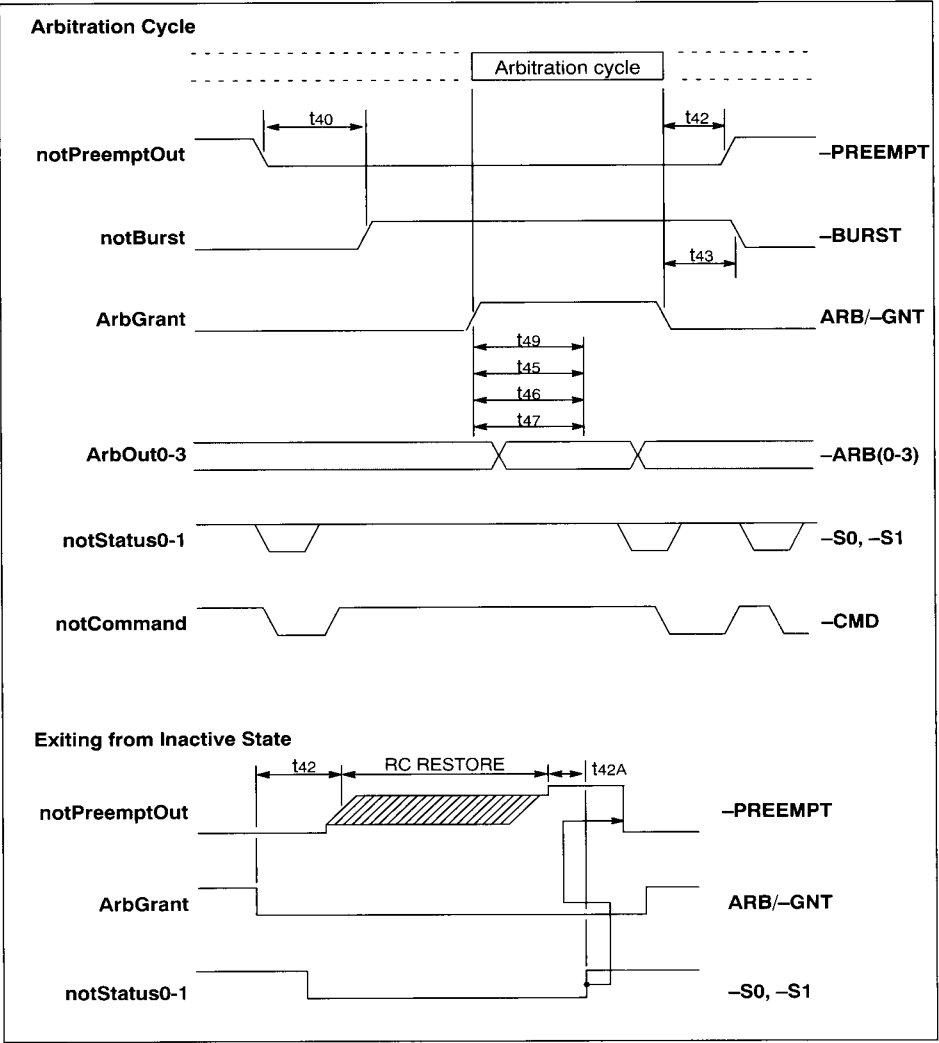 Arbitration Cycle
Arbitration cycle
t40
t42
notPreemptOut
–PREEMPT
notBurst
–BURST
t43
ArbGrant
ARB/–GNT
t49
t45
t46
t47
ArbOut0-3
–ARB(0-3)
notStatus0-1
–S0, –S1
notCommand
–CMD
Exiting from Inactive State
t42
RC RESTORE
t42A
notPreemptOut
–PREEMPT
ArbGrant
ARB/–GNT
notStatus0-1
–S0, –S1